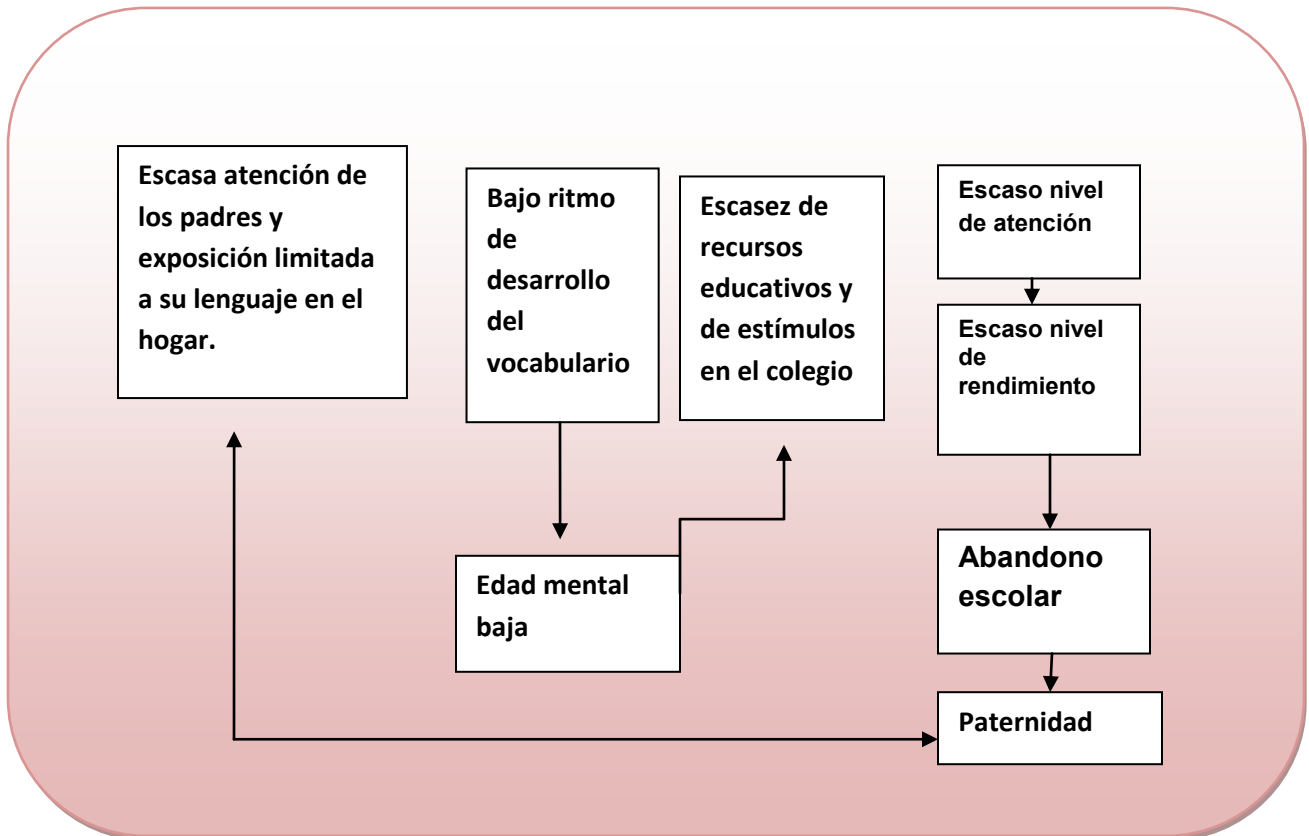 Escasa atención de
los padres y
exposición limitada
a su lenguaje en el
hogar.
Bajo ritmo
de
desarrollo
del
vocabulario
Escasez de
recursos
educativos y
de estímulos
en el colegio
Escaso nivel
de atención
Escaso nivel
de
rendimiento
Edad mental
baja
Abandono
escolar
Paternidad